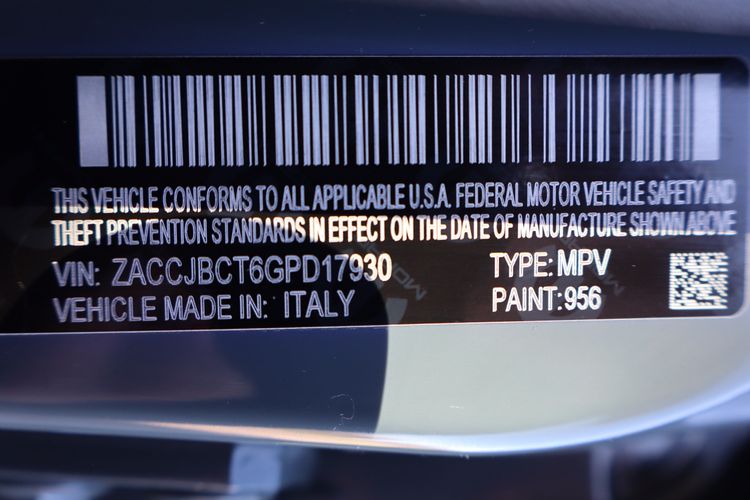 THIS VEHICLE CONFORMS TO ALL APPLICABLE U.S.A. FEDERAL MOTOR VEHICLE SAFETY AND
THEFT PREVENTION STANDARDS IN EFFECT ON THE DATE OF MANUFACTURE SHOWN ABOVE
VIN: ZACCJBCT6GPD17930 TYPE: MPV
VEHICLE MADE IN: ITALY PAINT: 956